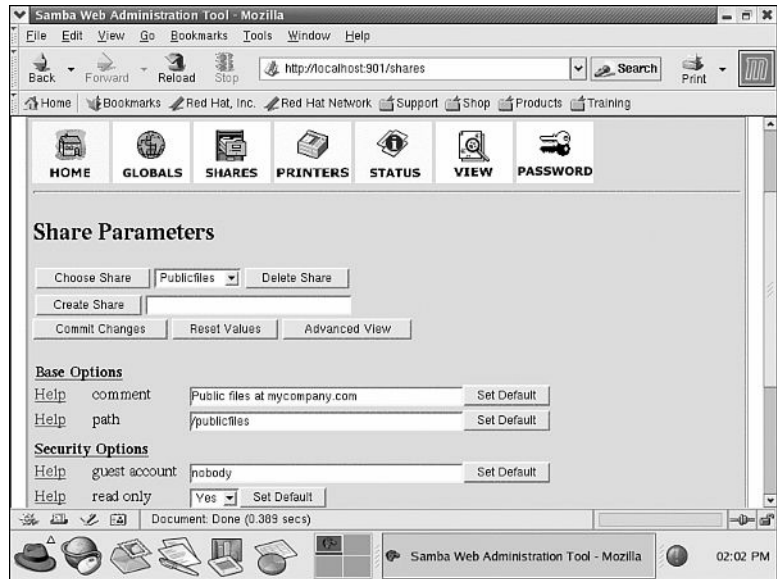 Samba Web Administration Tool - Mozilla
File Edit View Go Bookmarks Tools Window Help
Back Forward Reload Stop http://localhost:901/shares Search Print
Home Bookmarks Red Hat, Inc. Red Hat Network Support Shop Products Training
HOME GLOBALS SHARES PRINTERS STATUS VIEW PASSWORD
Share Parameters
Choose Share Publicfiles Delete Share
Create Share
Commit Changes Reset Values Advanced View
Base Options
Help comment Public files at mycompany.com Set Default
Help path /publicfiles Set Default
Security Options
Help guest account nobody Set Default
Help read only Yes Set Default
Document: Done (0.389 secs)
Samba Web Administration Tool - Mozilla 02:02 PM